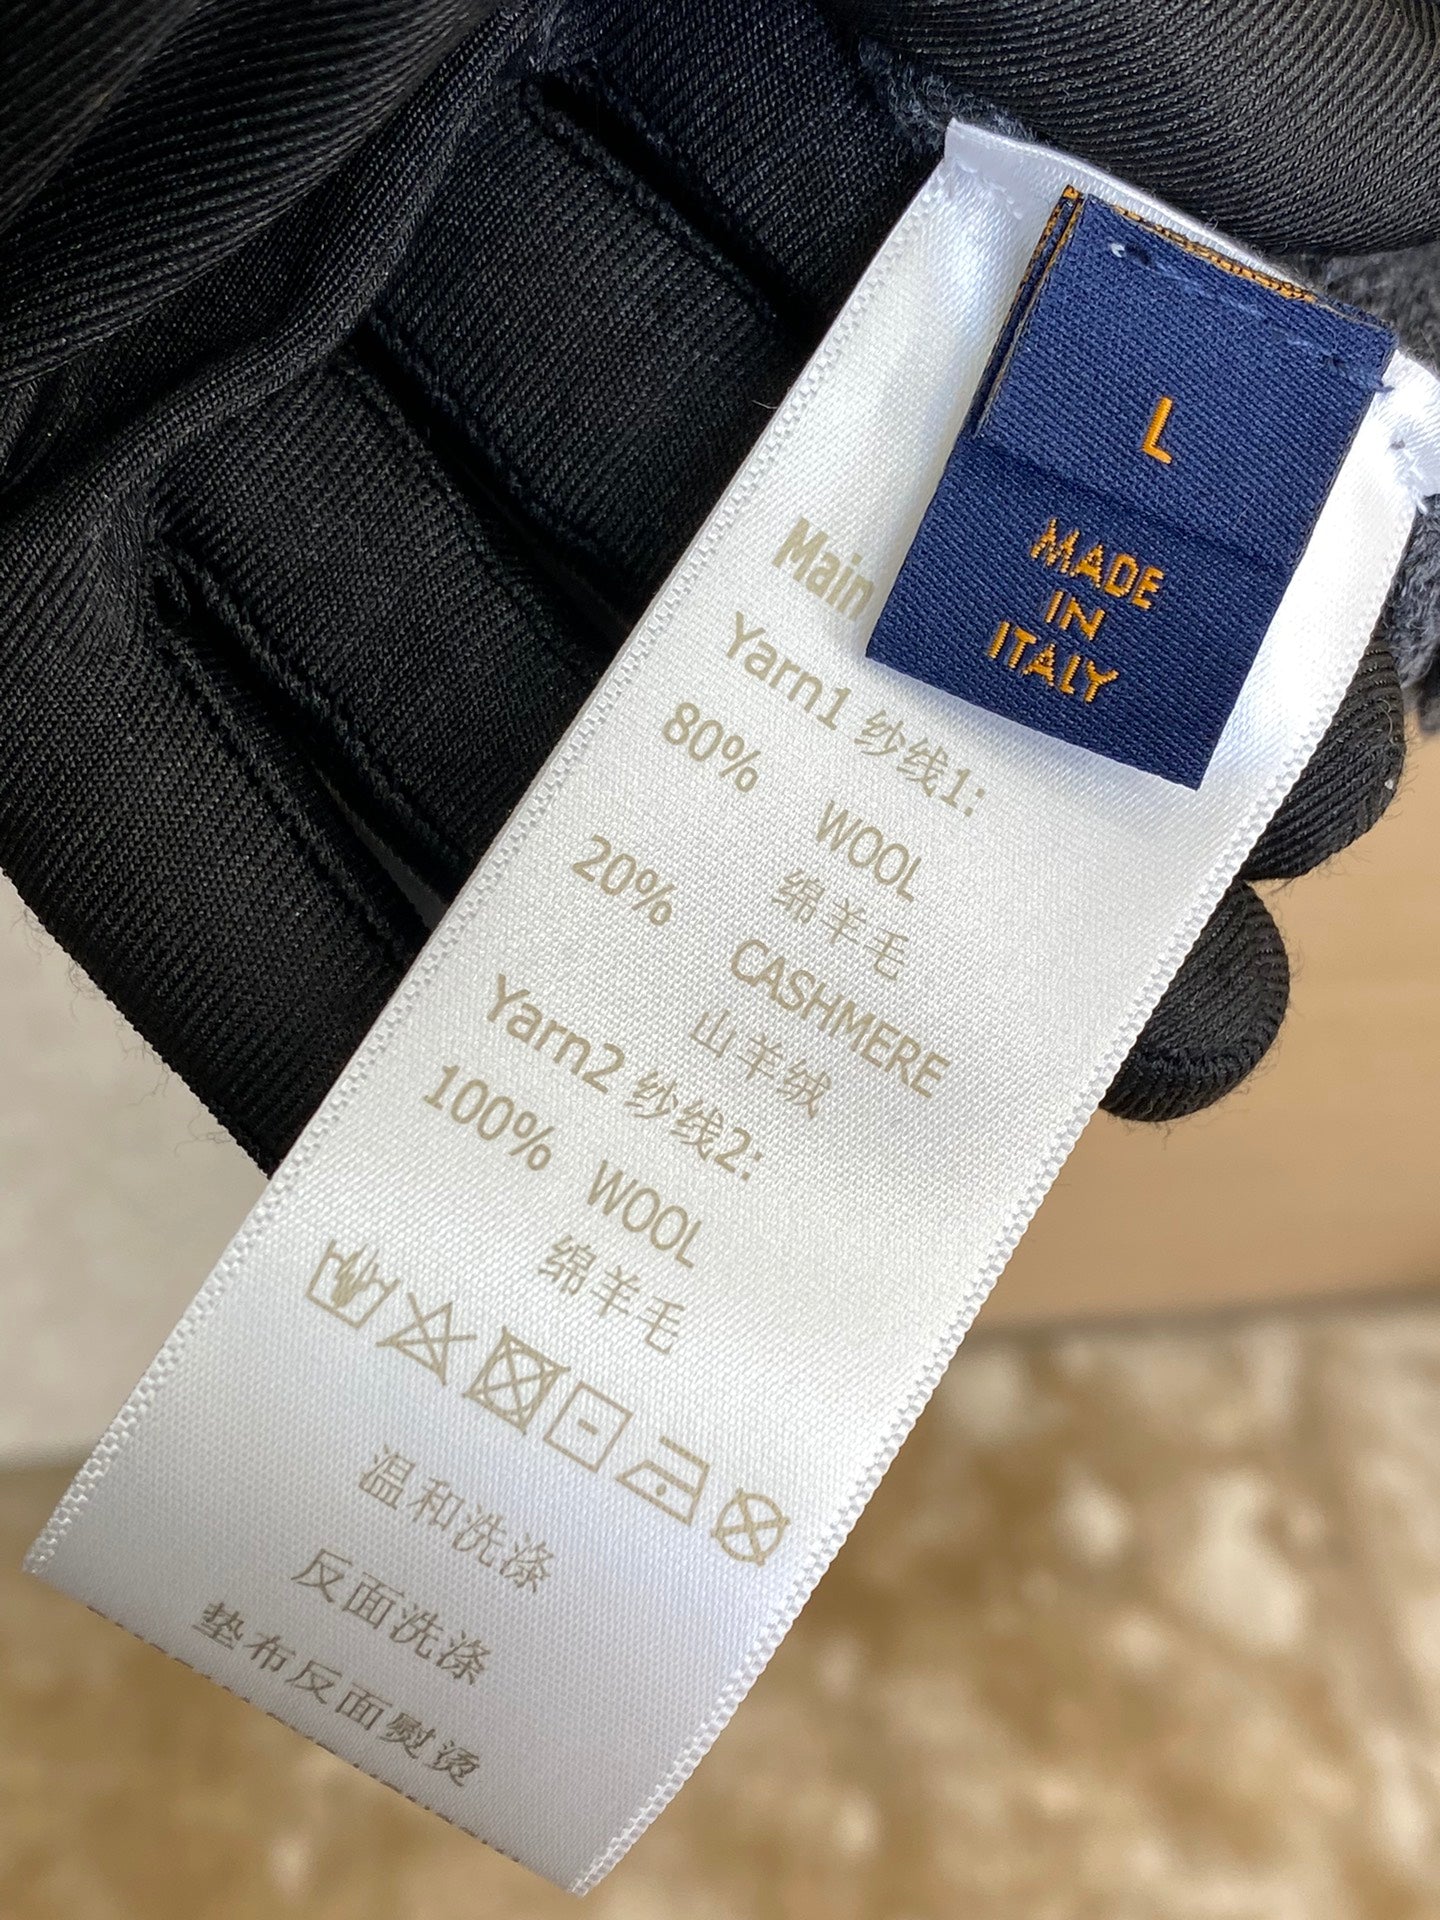 L
MADE
IN
ITALY
Main
Yarn1 纱线1:
80% WOOL
绵羊毛
20% CASHMERE
山羊绒
Yarn2 纱线2:
100% WOOL
绵羊毛
温和洗涤
反面洗涤
垫布反面熨烫